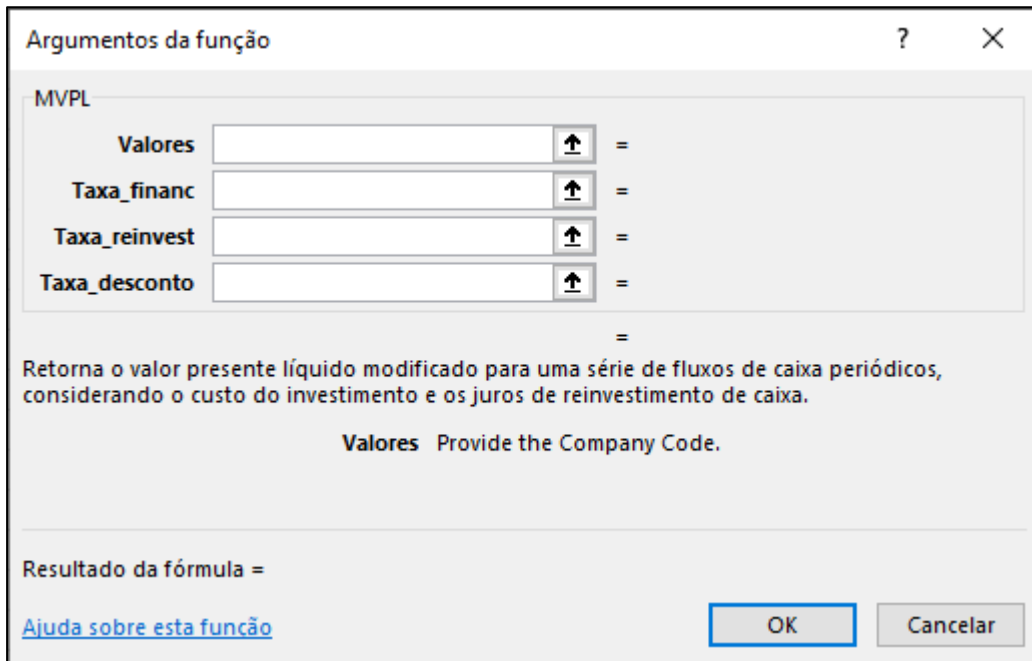 Argumentos da função ? ×
MVPL
Valores =
Taxa_financ =
Taxa_reinvest =
Taxa_desconto =
=
Retorna o valor presente líquido modificado para uma série de fluxos de caixa periódicos,
considerando o custo do investimento e os juros de reinvestimento de caixa.
Valores Provide the Company Code.
Resultado da fórmula =
Ajuda sobre esta função OK Cancelar